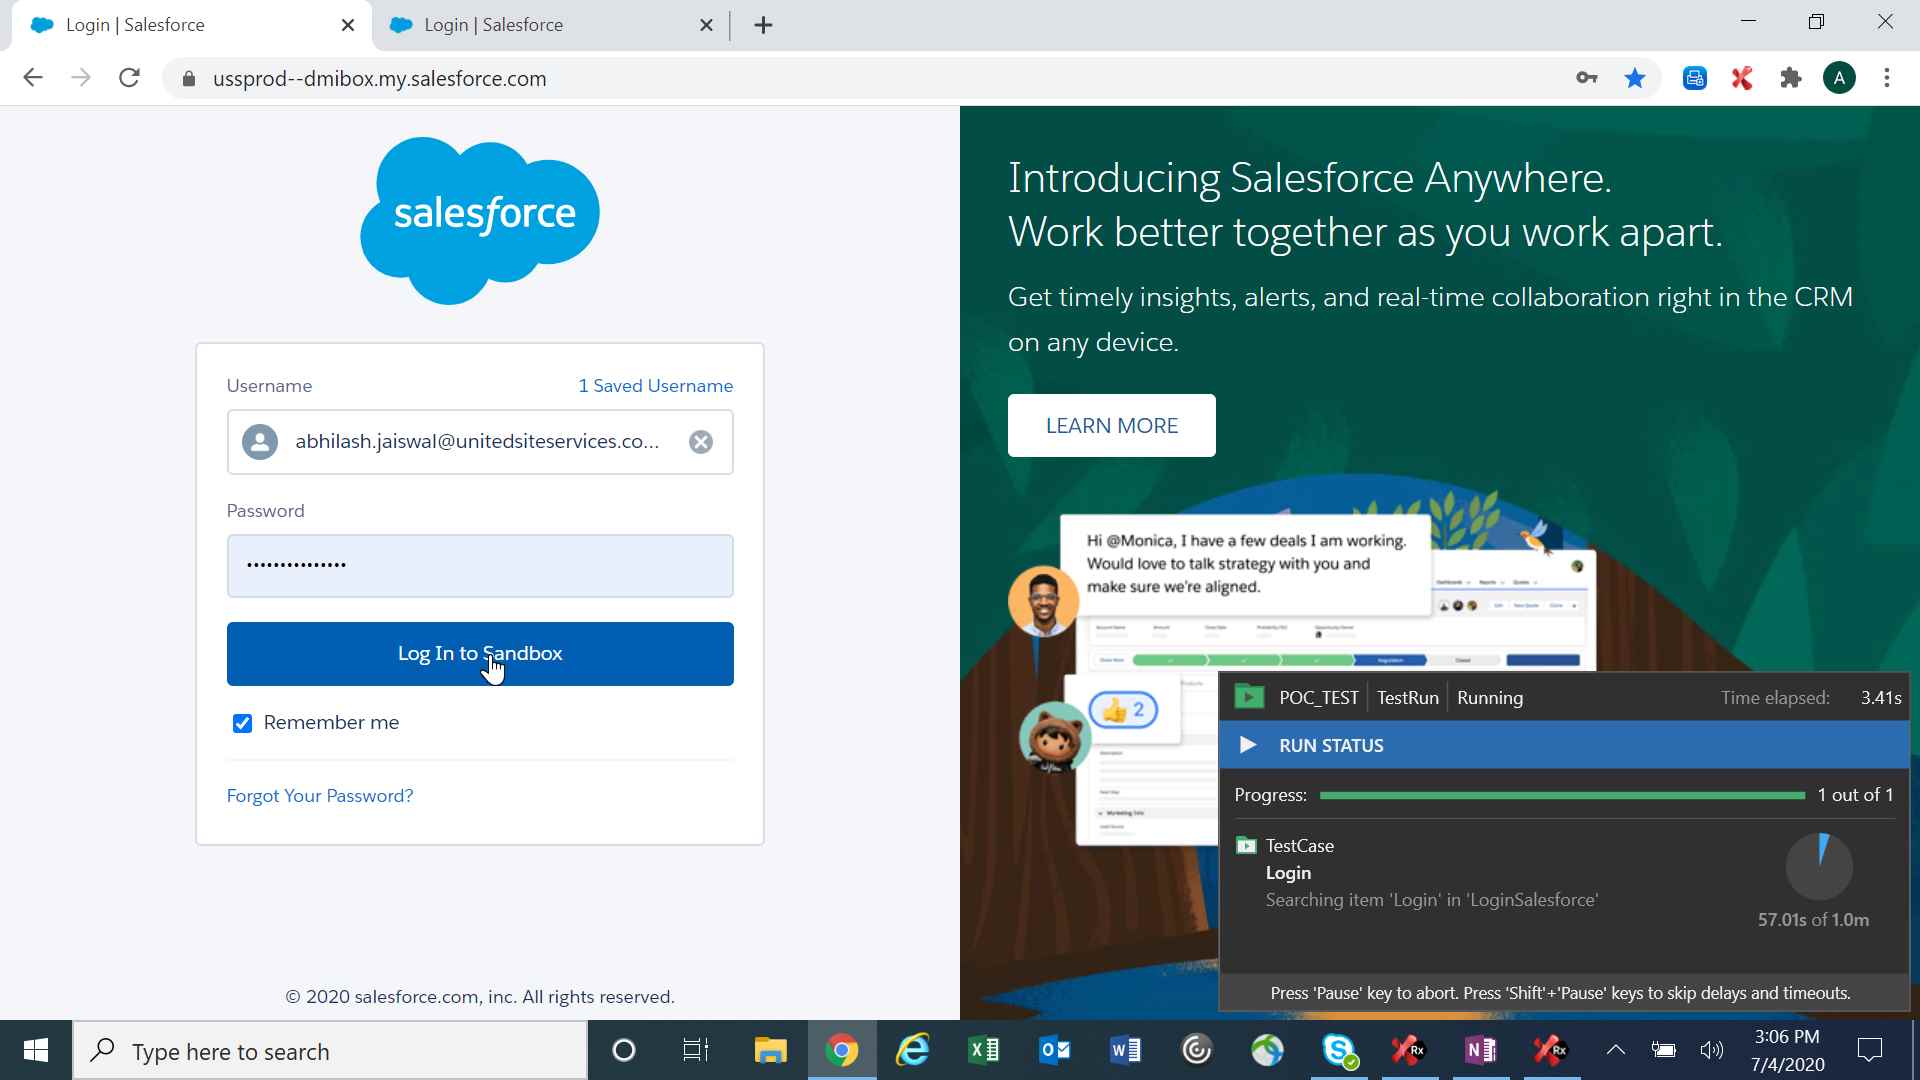 Login | Salesforce
Login | Salesforce
ussprod--dmibox.my.salesforce.com
A
salesforce
Username
1 Saved Username
abhilash.jaiswal@unitedsiteservices.co...
Password
Log In to Sandbox
Remember me
Forgot Your Password?
© 2020 salesforce.com, inc. All rights reserved.
Introducing Salesforce Anywhere.
Work better together as you work apart.
Get timely insights, alerts, and real-time collaboration right in the CRM
on any device.
LEARN MORE
Hi @Monica, I have a few deals I am working.
Would love to talk strategy with you and
make sure we're aligned.
2
POC_TEST
TestRun
Running
Time elapsed:
3.41s
RUN STATUS
Progress:
1 out of 1
TestCase
Login
Searching item 'Login' in 'LoginSalesforce'
57.01s of 1.0m
Press 'Pause' key to abort. Press 'Shift'+'Pause' keys to skip delays and timeouts.
Type here to search
3:06 PM
7/4/2020